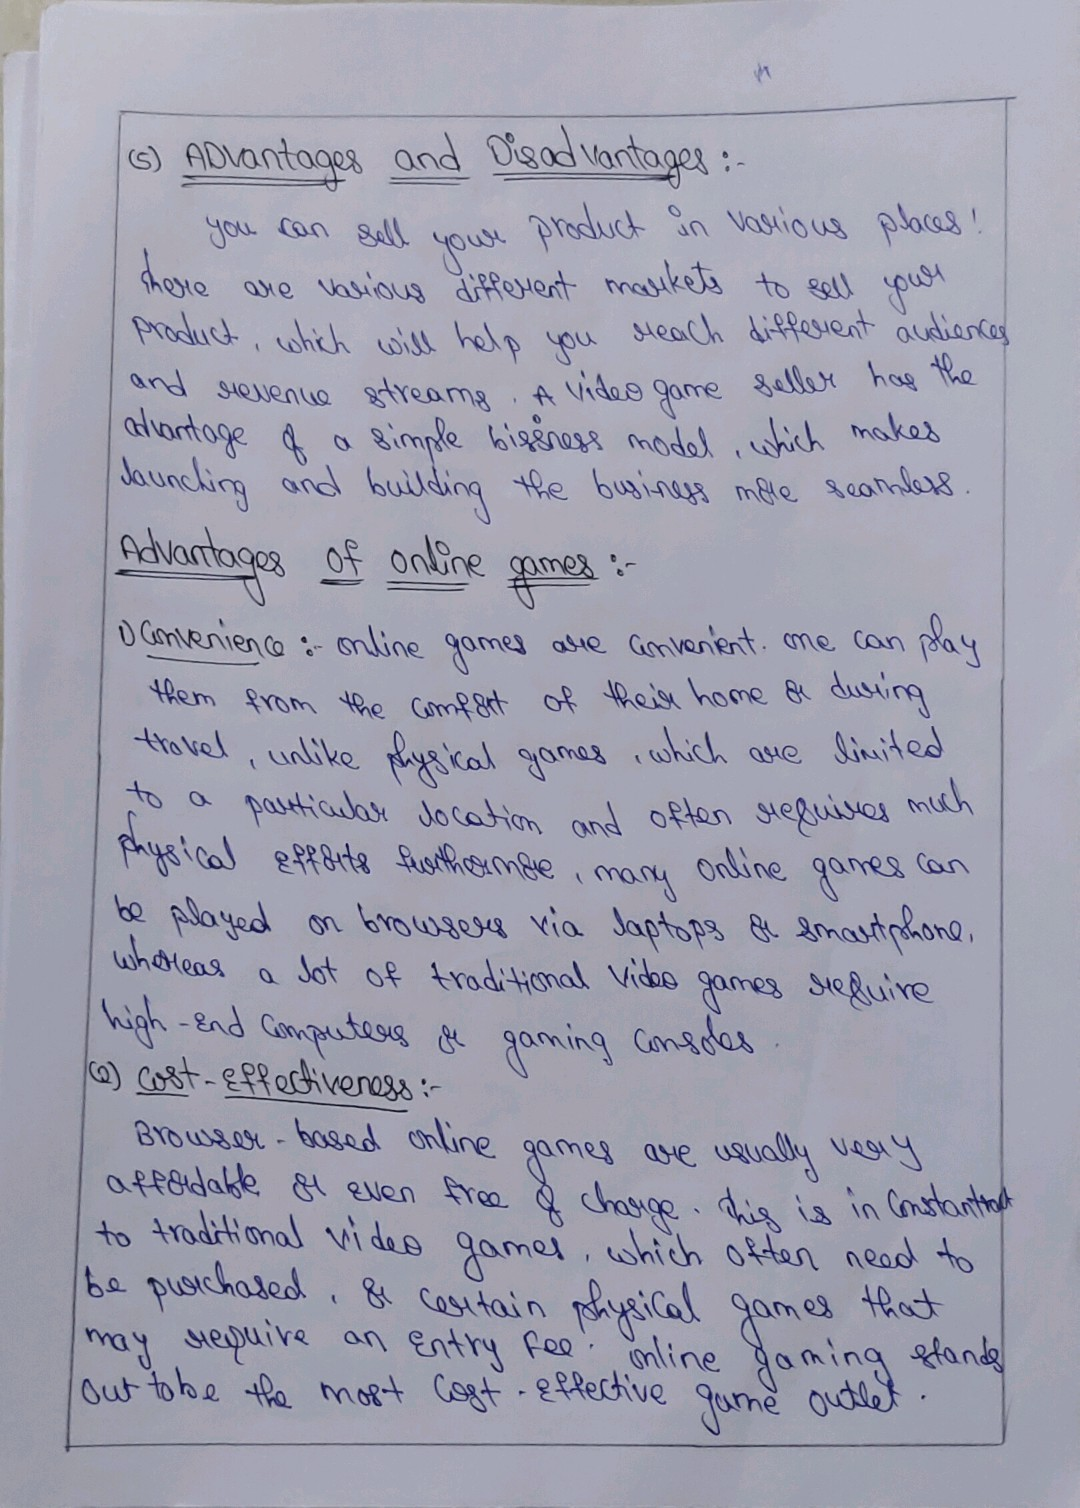 (5) ADvantages and Disadvantages :-
you can sell your product in various places!
there are various different markets to sell your
product, which will help you reach different audiences
and revenue streams. A video game seller has the
advantage of a simple bissiness model, which makes
launching and building the business more seamless.
Advantages of online games :-
1) Convenience :- online games are convenient. one can play
them from the comfort of their home or during
travel, unlike physical games, which are limited
to a particular location and often requires much
physical efforts furthermore, many online games can
be played on browsers via laptops or smartphone,
whereas a lot of traditional video games require
high-End Computers or gaming consoles.
(2) Cost-Effectiveness :-
Browser-based online games are usually very
affordable or even free of charge. this is in Constantract
to traditional video games, which often need to
be purchased, or certain physical games that
may require an Entry fee. online gaming stands
out to be the most Cost-Effective game outlet.